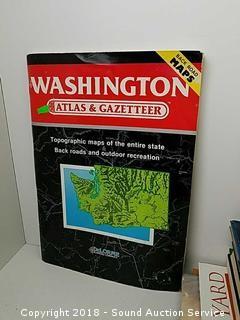 BACK ROAD
MAPS
WASHINGTON
ATLAS & GAZETTEER
Topographic maps of the entire state
Back roads and outdoor recreation
DELORME
YARD
Copyright 2018 - Sound Auction Service